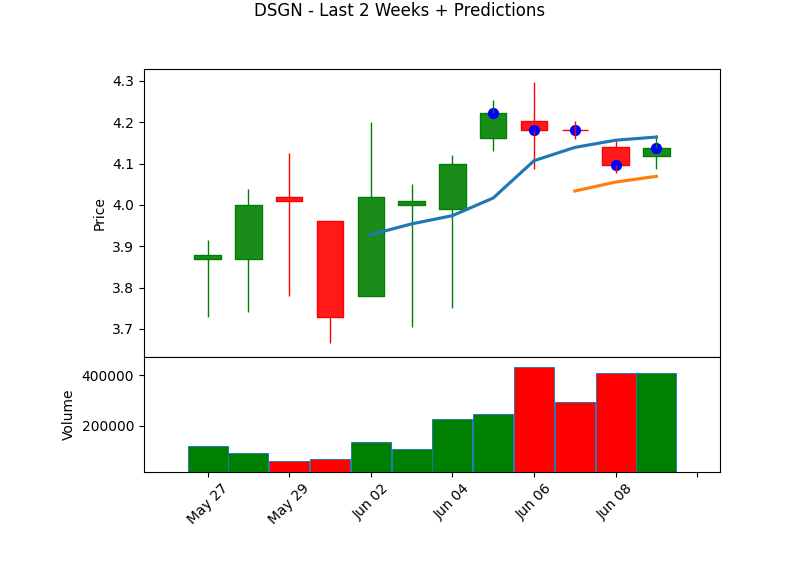 DSGN - Last 2 Weeks + Predictions
4.3
4.2
4.1
4.0
3.9
3.8
3.7
Price
400000
200000
Volume
May 27
May 29
Jun 02
Jun 04
Jun 06
Jun 08